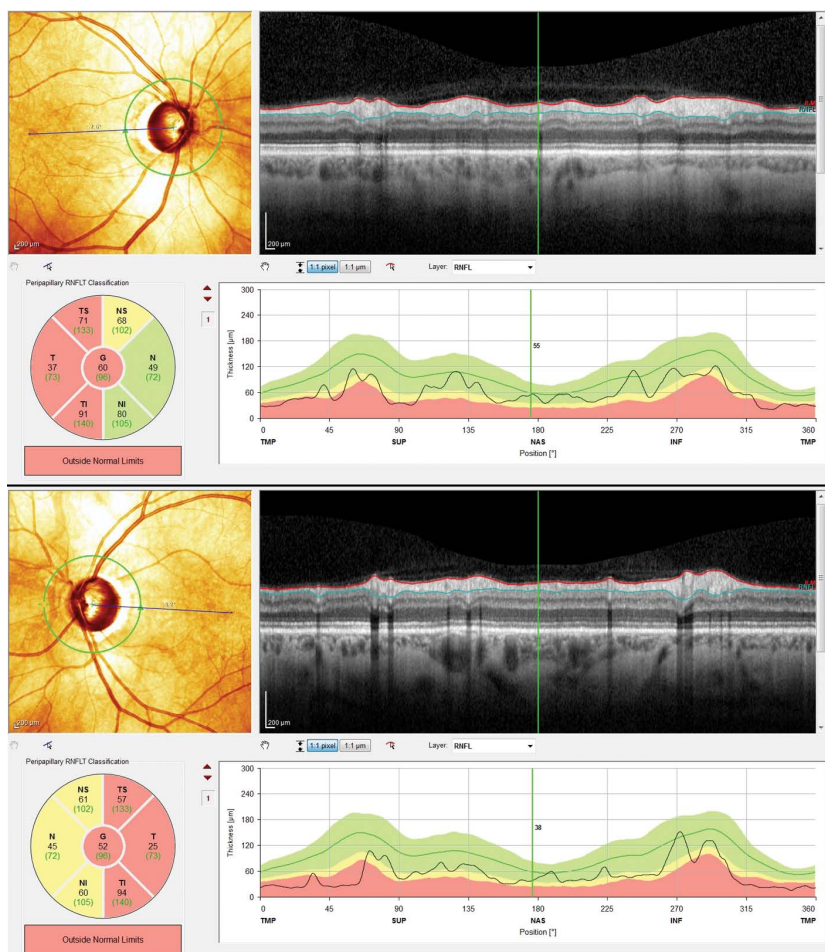 200 µm
200 µm
1:1 pixel 1:1 µm Layer: RNFL
Peripapillary RNFLT Classification
TS
71
(133)
NS
68
(102)
T
37
(73)
G
60
(96)
N
49
(72)
TI
91
(140)
NI
80
(105)
Outside Normal Limits
1
Thickness [µm]
300
240
180
120
60
0
55
0 45 90 135 180 225 270 315 360
TMP SUP NAS INF TMP
Position [°]
200 µm
200 µm
1:1 pixel 1:1 µm Layer: RNFL
Peripapillary RNFLT Classification
NS
61
(102)
TS
57
(133)
N
45
(72)
G
52
(96)
T
25
(73)
NI
60
(105)
TI
94
(140)
Outside Normal Limits
1
Thickness [µm]
300
240
180
120
60
0
38
0 45 90 135 180 225 270 315 360
TMP SUP NAS INF TMP
Position [°]